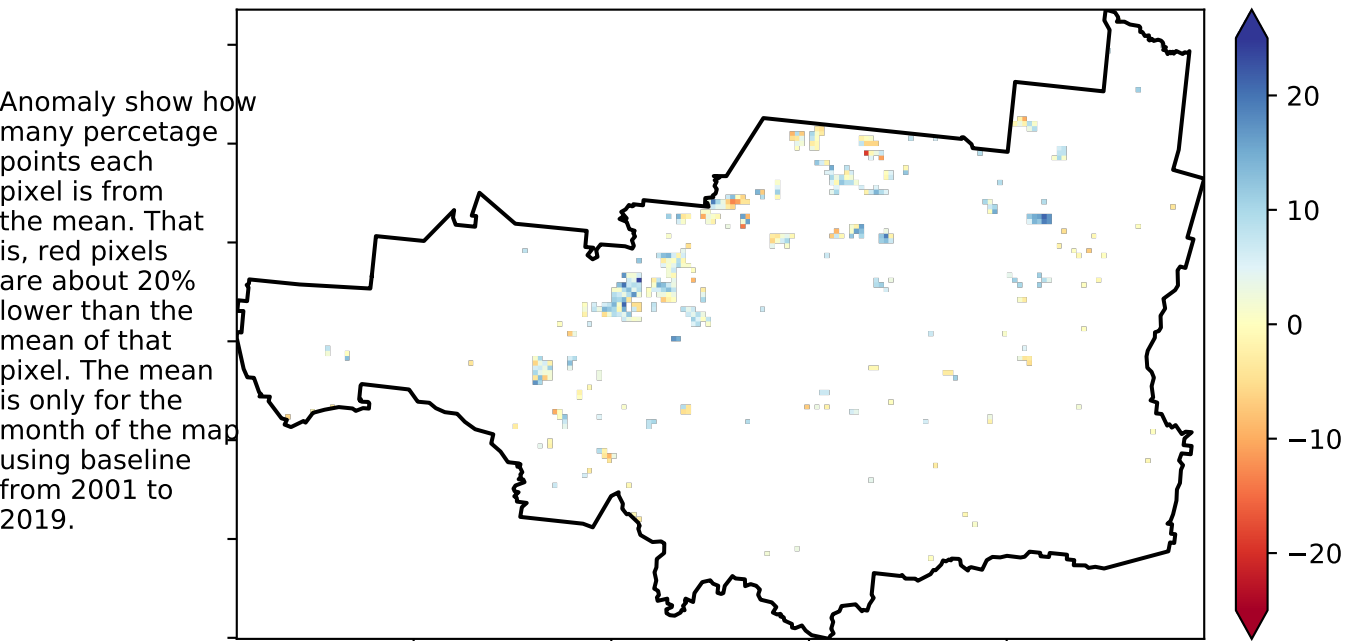 Anomaly show how
many percetage
points each
pixel is from
the mean. That
is, red pixels
are about 20%
lower than the
mean of that
pixel. The mean
is only for the
month of the map
using baseline
from 2001 to
2019.
20
10
0
−10
−20